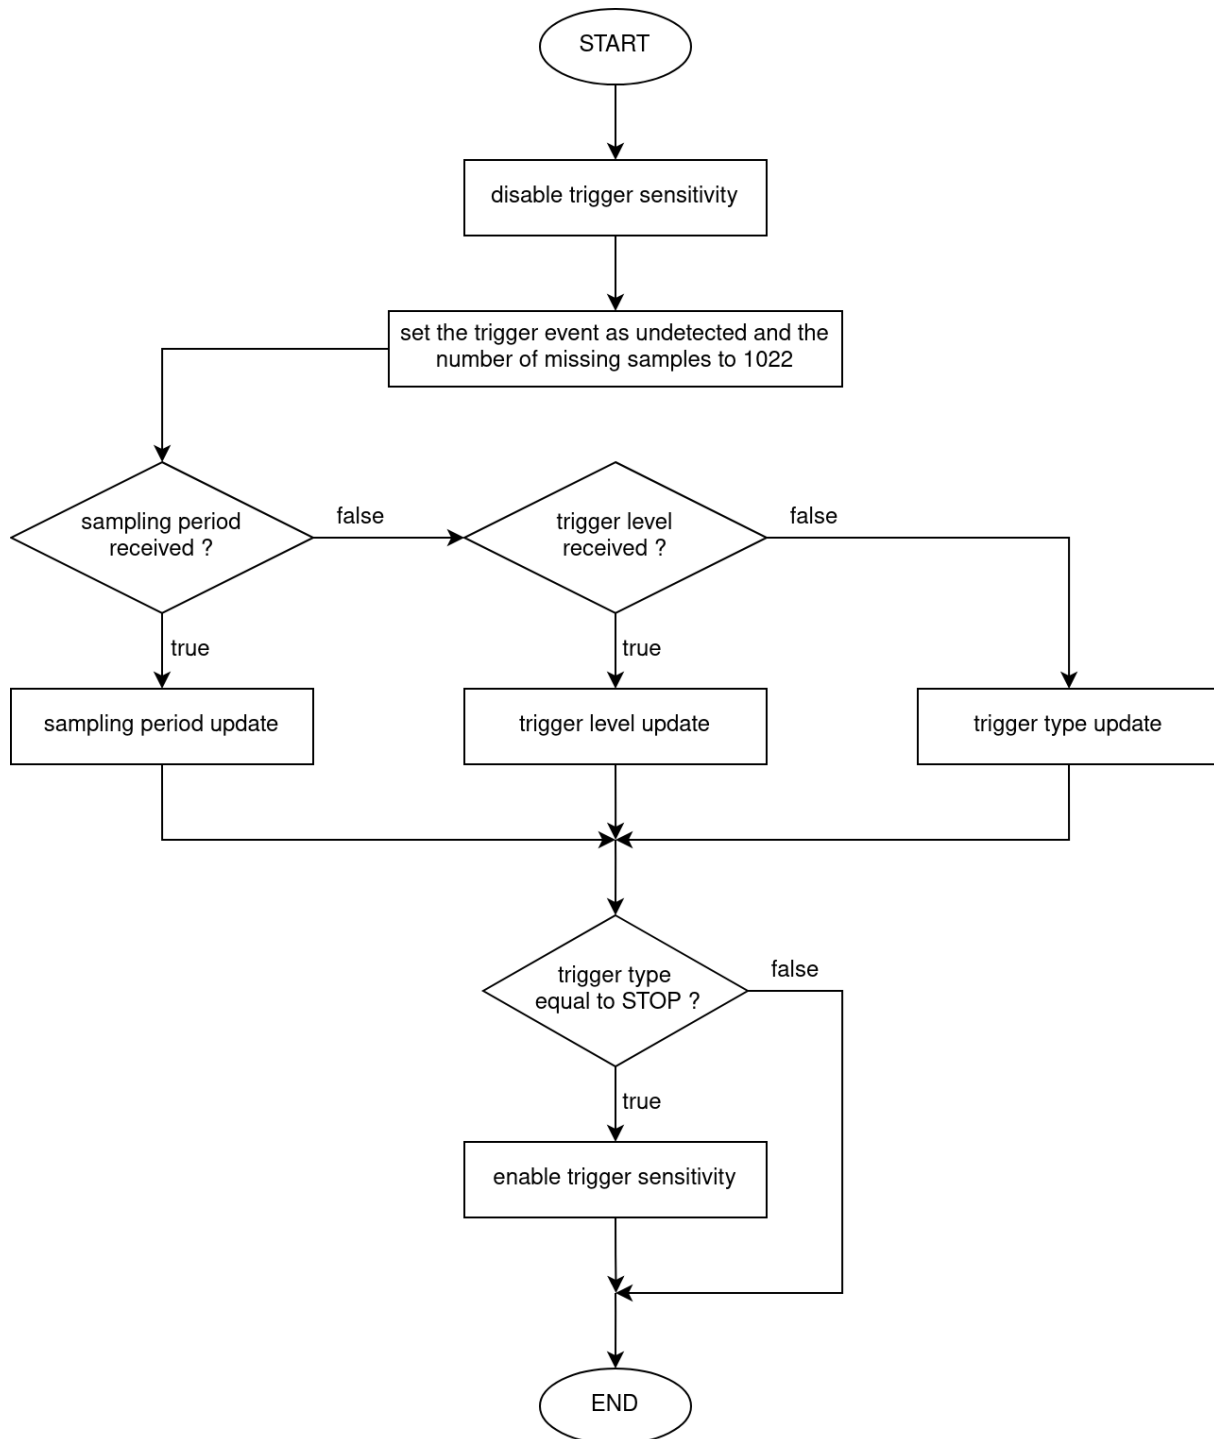 START
disable trigger sensitivity
set the trigger event as undetected and the
number of missing samples to 1022
sampling period
received ?
false
trigger level
received ?
false
true
true
sampling period update
trigger level update
trigger type update
trigger type
equal to STOP ?
false
true
enable trigger sensitivity
END